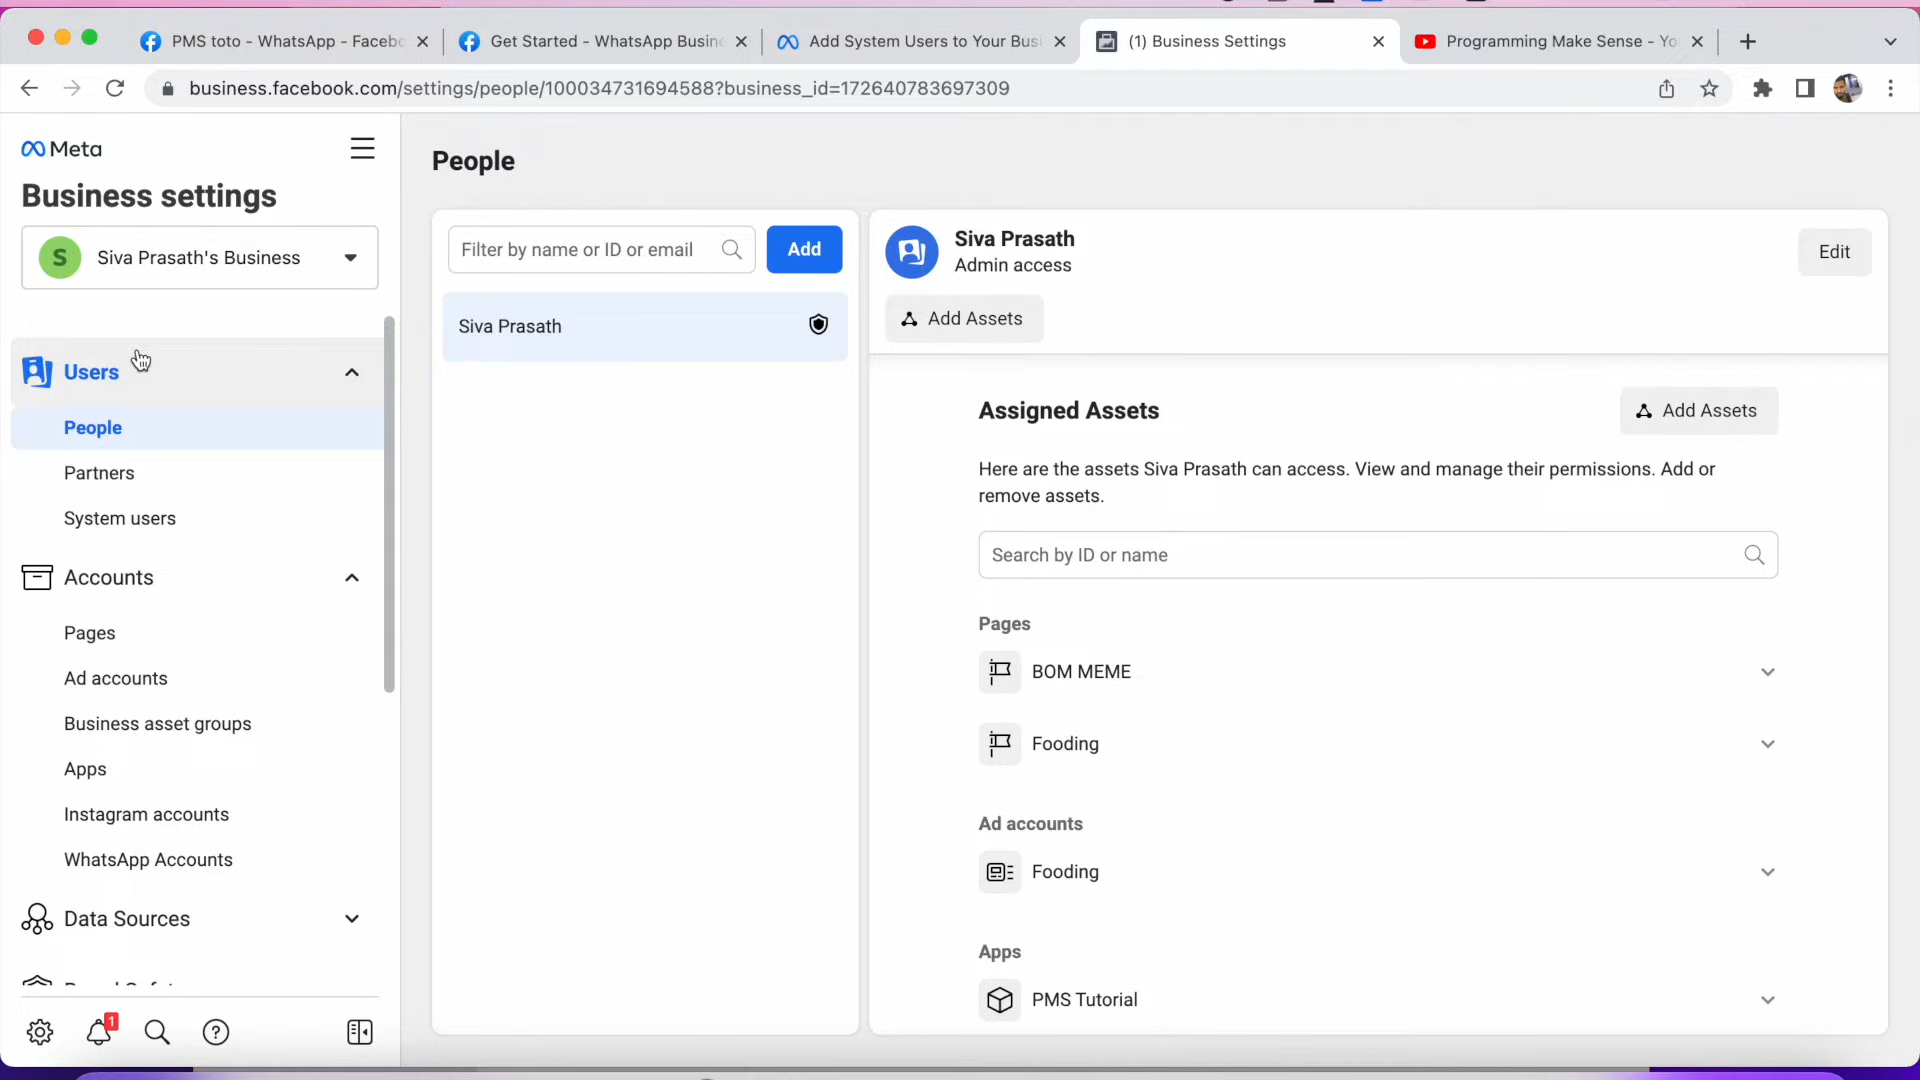 PMS toto - WhatsApp - Facebo
Get Started - WhatsApp Busine
Add System Users to Your Busi
(1) Business Settings
Programming Make Sense - Yo
business.facebook.com/settings/people/100034731694588?business_id=172640783697309
Meta
Business settings
S
Siva Prasath's Business
Users
People
Partners
System users
Accounts
Pages
Ad accounts
Business asset groups
Apps
Instagram accounts
WhatsApp Accounts
Data Sources
1
People
Filter by name or ID or email
Add
Siva Prasath
Siva Prasath
Admin access
Edit
Add Assets
Assigned Assets
Add Assets
Here are the assets Siva Prasath can access. View and manage their permissions. Add or
remove assets.
Search by ID or name
Pages
BOM MEME
Fooding
Ad accounts
Fooding
Apps
PMS Tutorial